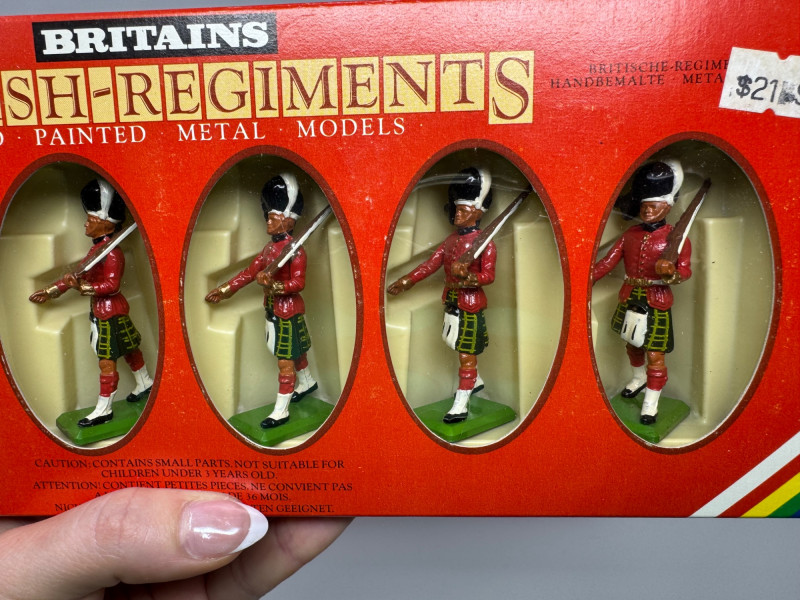 BRITAINS
ISH-REGIMENTS
PAINTED · METAL · MODELS
BRITISCHE-REGIME
HANDBEMALTE · META
$21
CAUTION: CONTAINS SMALL PARTS. NOT SUITABLE FOR
CHILDREN UNDER 3 YEARS OLD.
ATTENTION: CONTIENT PETITES PIECES. NE CONVIENT PAS
DE 36 MOIS.
GEEIGNET.